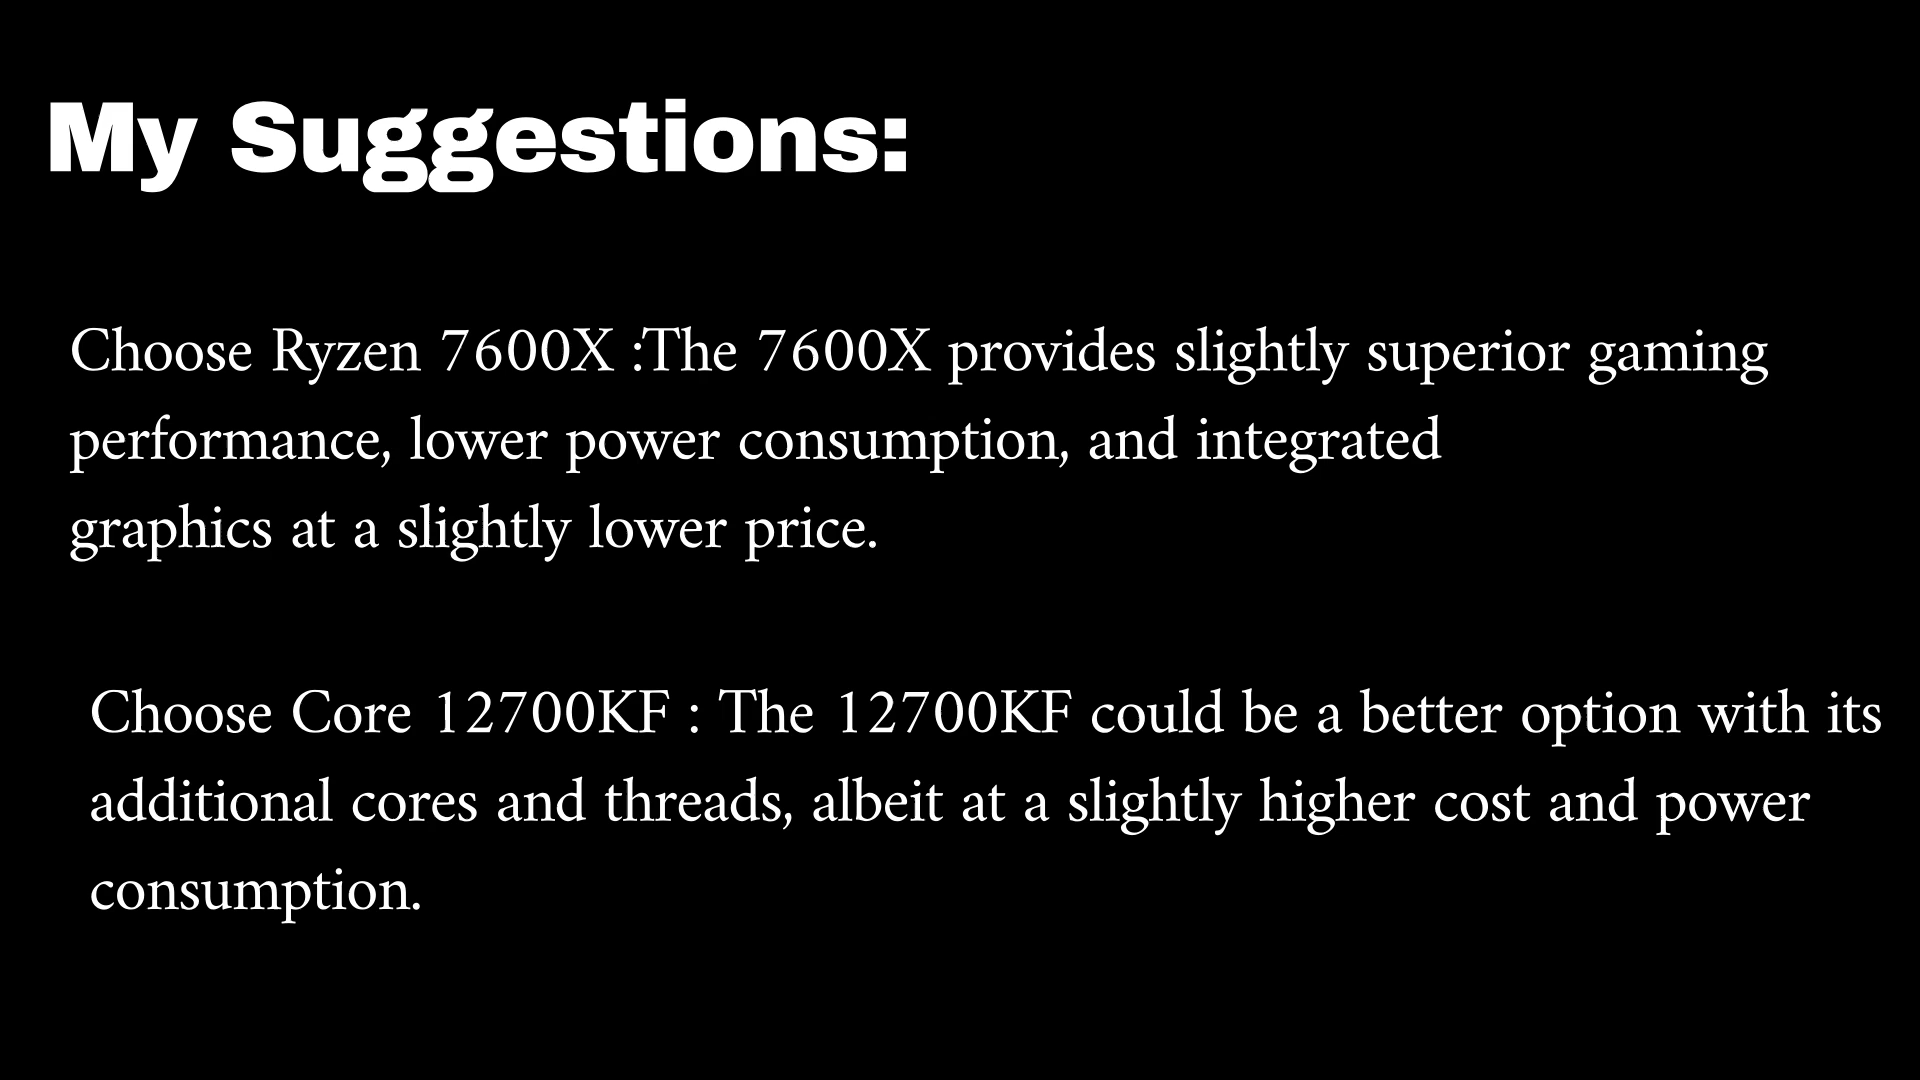 My Suggestions:
Choose Ryzen 7600X :The 7600X provides slightly superior gaming
performance, lower power consumption, and integrated
graphics at a slightly lower price.
Choose Core 12700KF : The 12700KF could be a better option with its
additional cores and threads, albeit at a slightly higher cost and power
consumption.